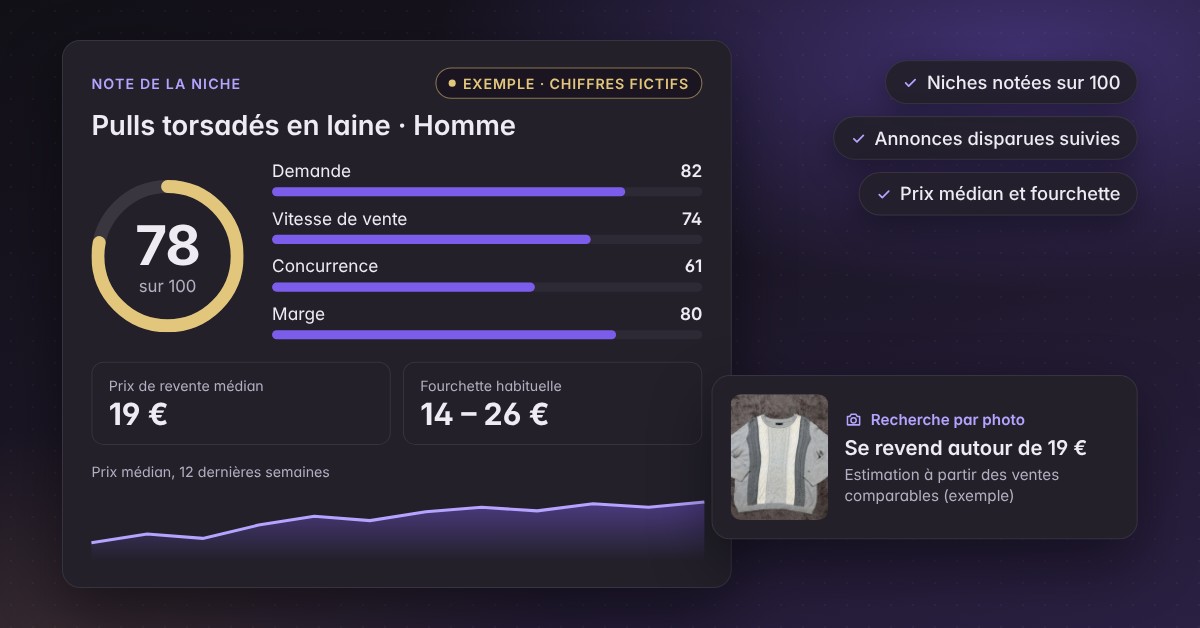 NOTE DE LA NICHE
EXEMPLE · CHIFFRES FICTIFS
Pulls torsadés en laine · Homme
78
sur 100
Demande 82
Vitesse de vente 74
Concurrence 61
Marge 80
Prix de revente médian
19 €
Fourchette habituelle
14 – 26 €
Prix médian, 12 dernières semaines
Niches notées sur 100
Annonces disparues suivies
Prix médian et fourchette
Recherche par photo
Se revend autour de 19 €
Estimation à partir des ventes
comparables (exemple)